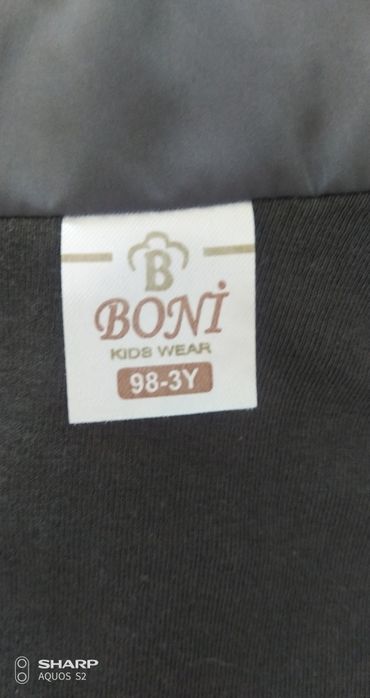 B
BONİ
KIDS WEAR
98-3Y
SHARP
AQUOS S2